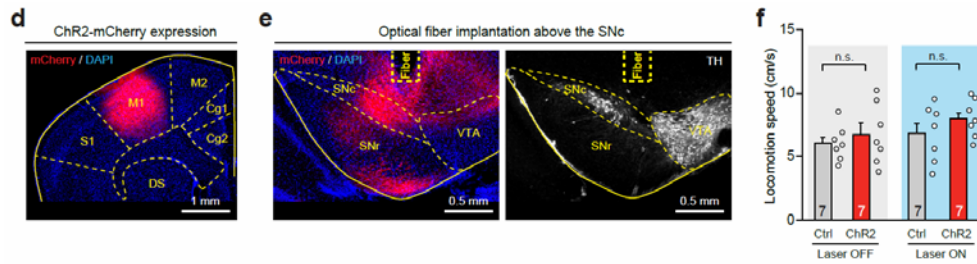 d
ChR2-mCherry expression
M1
M2
Cg1
Cg2
S1
DS
1 mm
e
Optical fiber implantation above the SNc
mCherry / DAPI
Fiber
SNc
SNr
VTA
0.5 mm
TH
Fiber
SNc
SNr
VTA
0.5 mm
f
Locomotion speed (cm/s)
15
10
5
0
n.s.
n.s.
7
7
7
7
Ctrl ChR2 Ctrl ChR2
Laser OFF Laser ON
mCherry / DAPI